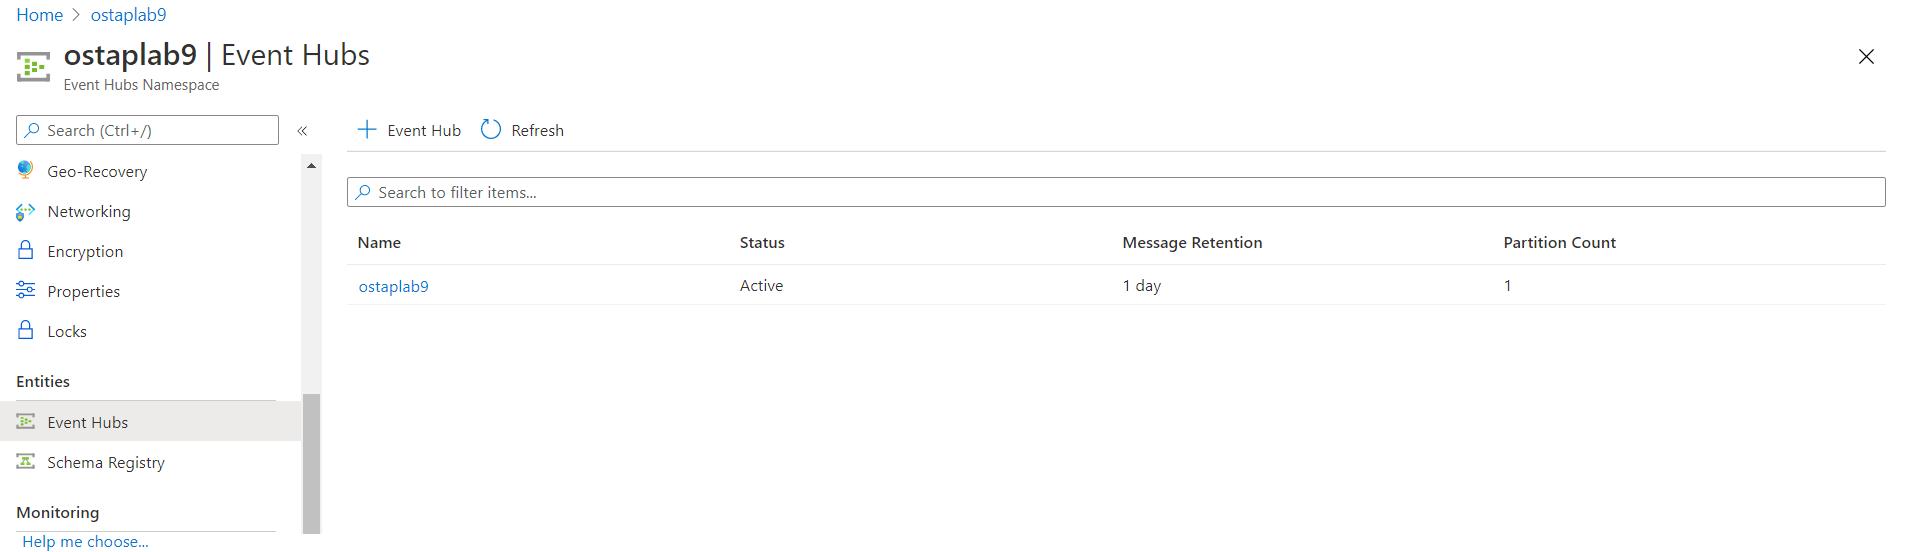 Home > ostaplab9
ostaplab9 | Event Hubs
Event Hubs Namespace
Search (Ctrl+/)
«
Geo-Recovery
Networking
Encryption
Properties
Locks
Entities
Event Hubs
Schema Registry
Monitoring
Help me choose...
+ Event Hub Refresh
Search to filter items...
Name Status Message Retention Partition Count
ostaplab9 Active 1 day 1